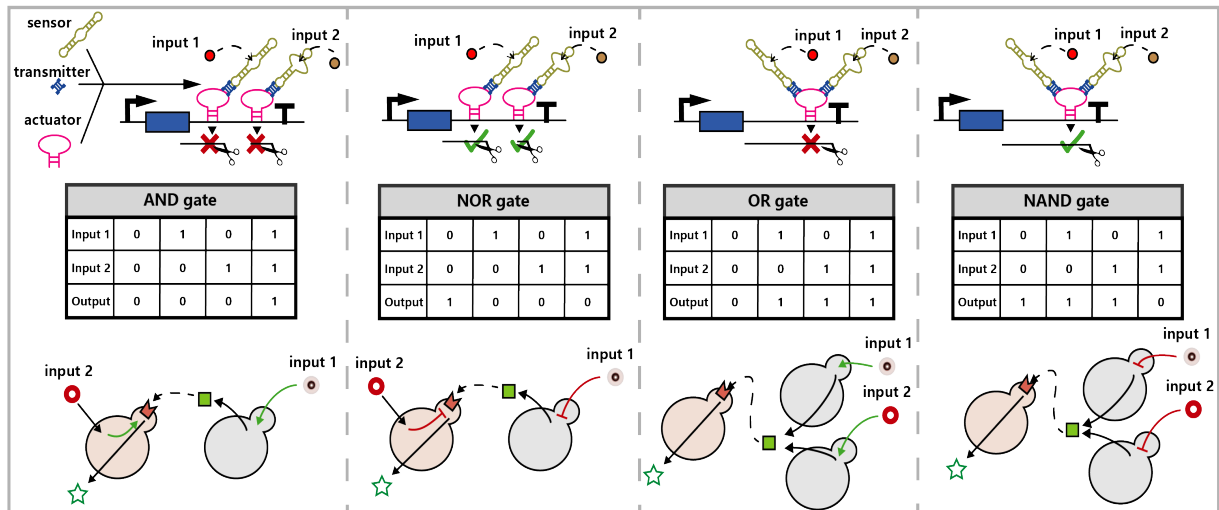 sensor
transmitter
actuator
input 1
input 2
AND gate
Input 1 0 1 0 1
Input 2 0 0 1 1
Output 0 0 0 1
input 2
input 1
input 1
input 2
NOR gate
Input 1 0 1 0 1
Input 2 0 0 1 1
Output 1 0 0 0
input 2
input 1
input 1
input 2
OR gate
Input 1 0 1 0 1
Input 2 0 0 1 1
Output 0 1 1 1
input 1
input 2
input 1
input 2
NAND gate
Input 1 0 1 0 1
Input 2 0 0 1 1
Output 1 1 1 0
input 1
input 2